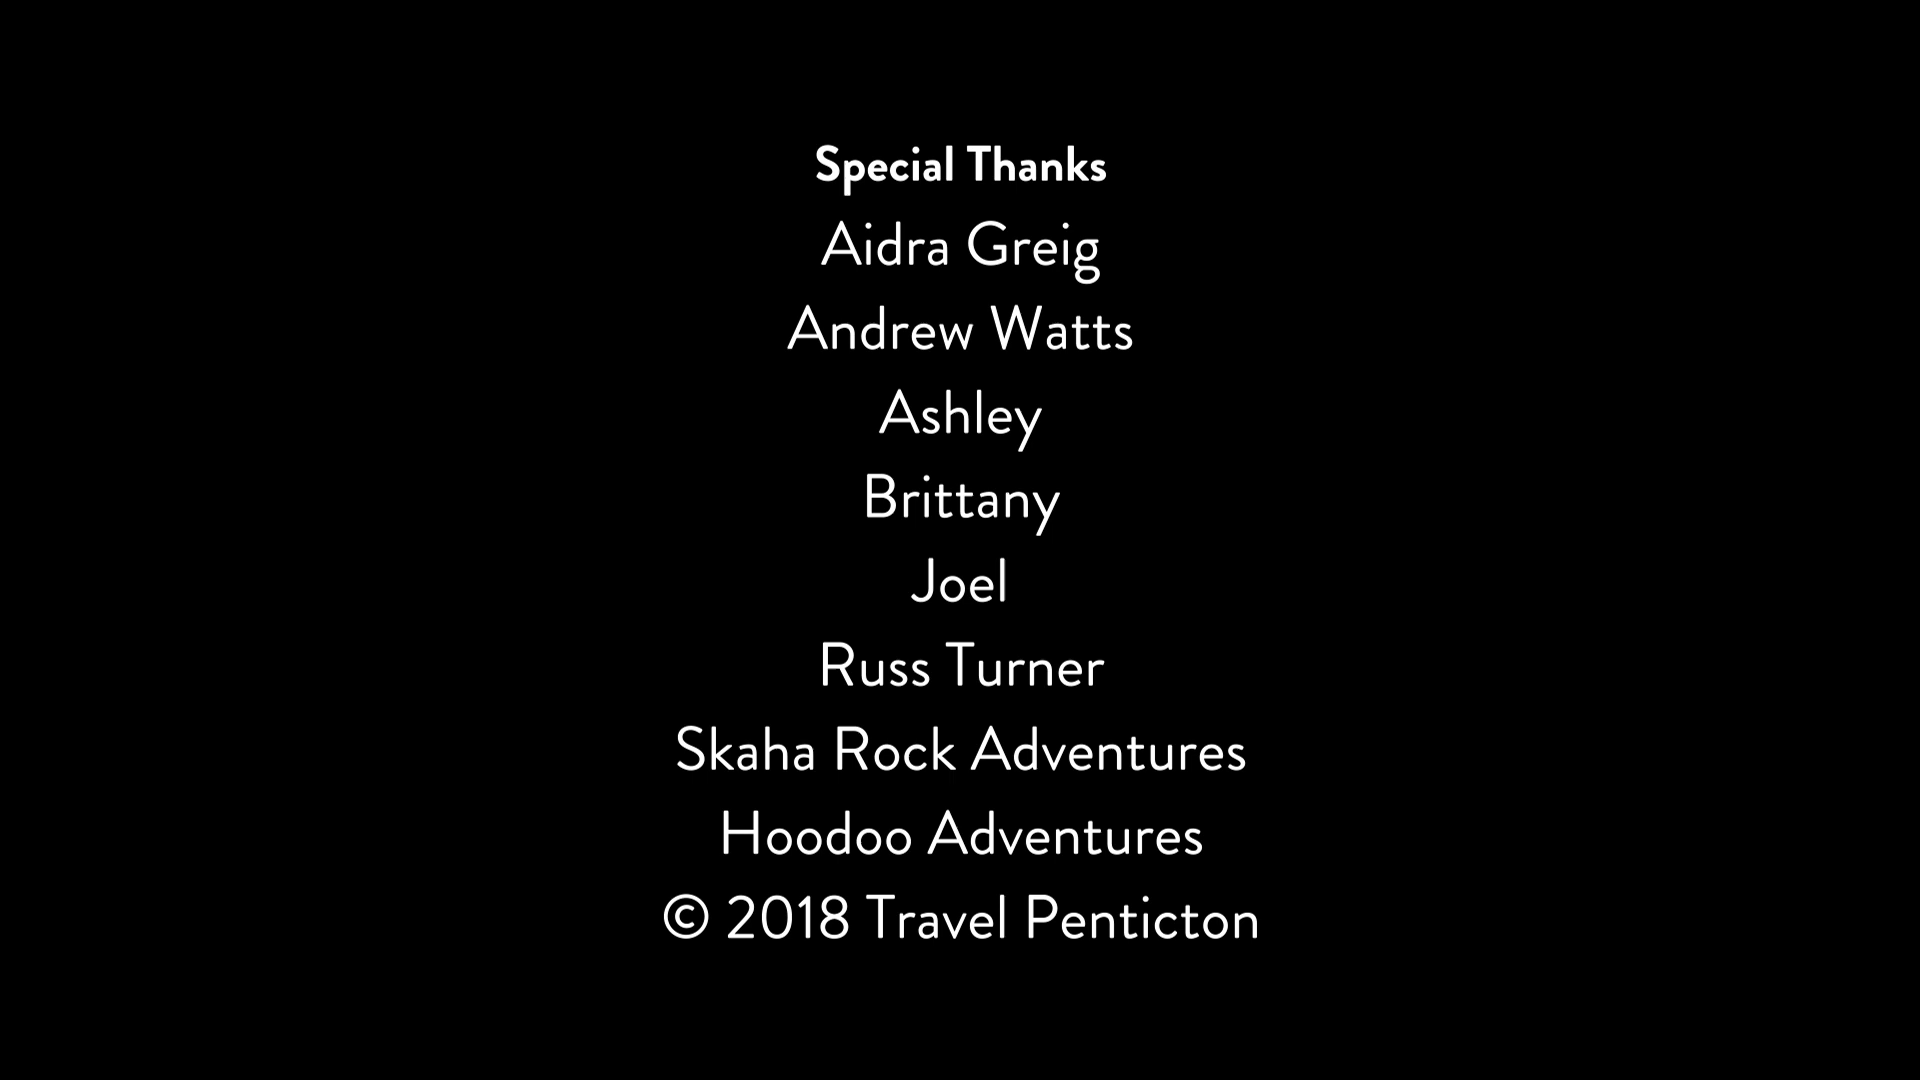 Special Thanks
Aidra Greig
Andrew Watts
Ashley
Brittany
Joel
Russ Turner
Skaha Rock Adventures
Hoodoo Adventures
© 2018 Travel Penticton